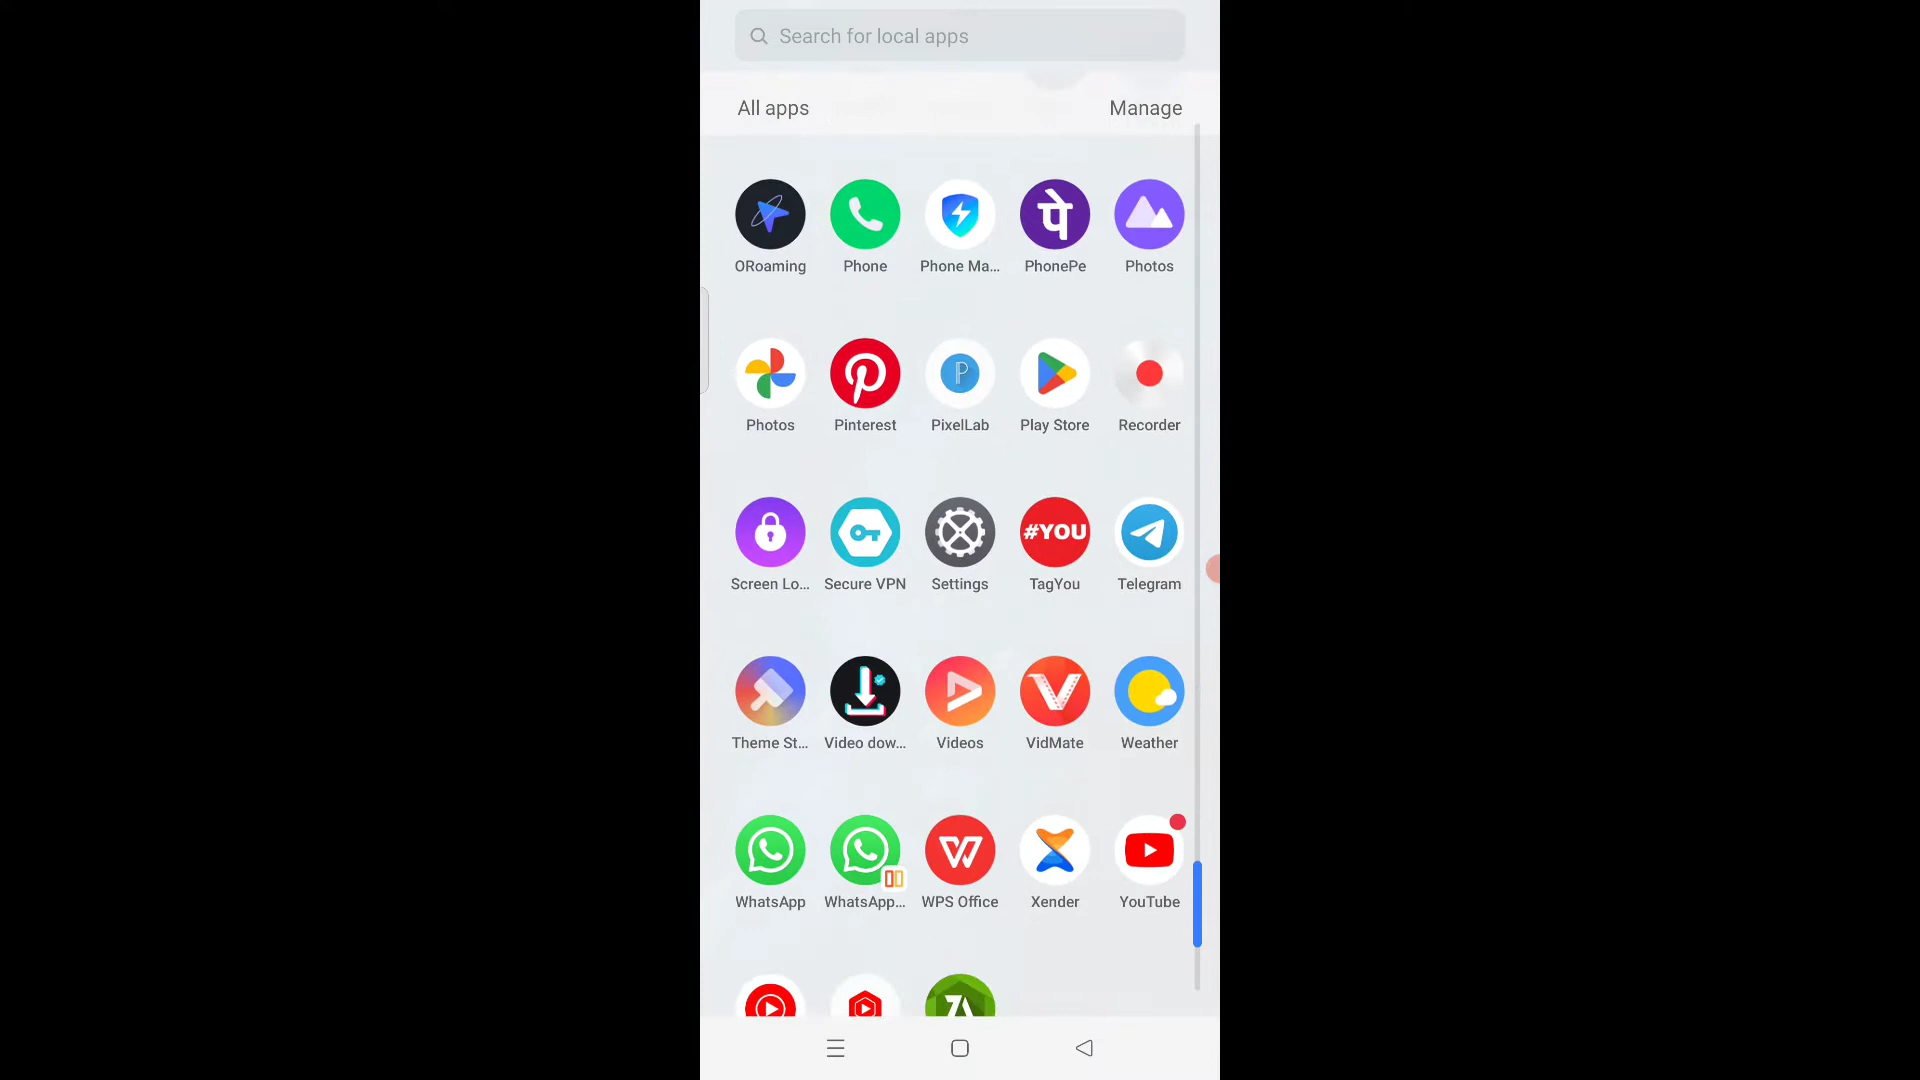 Search for local apps
All apps Manage
ORoaming Phone Phone Ma... पे PhonePe Photos
Photos Pinterest P PixelLab Play Store Recorder
Screen Lo... Secure VPN Settings #YOU TagYou Telegram
Theme St... Video dow... Videos VidMate Weather
WhatsApp WhatsApp... W WPS Office Xender YouTube
ZA